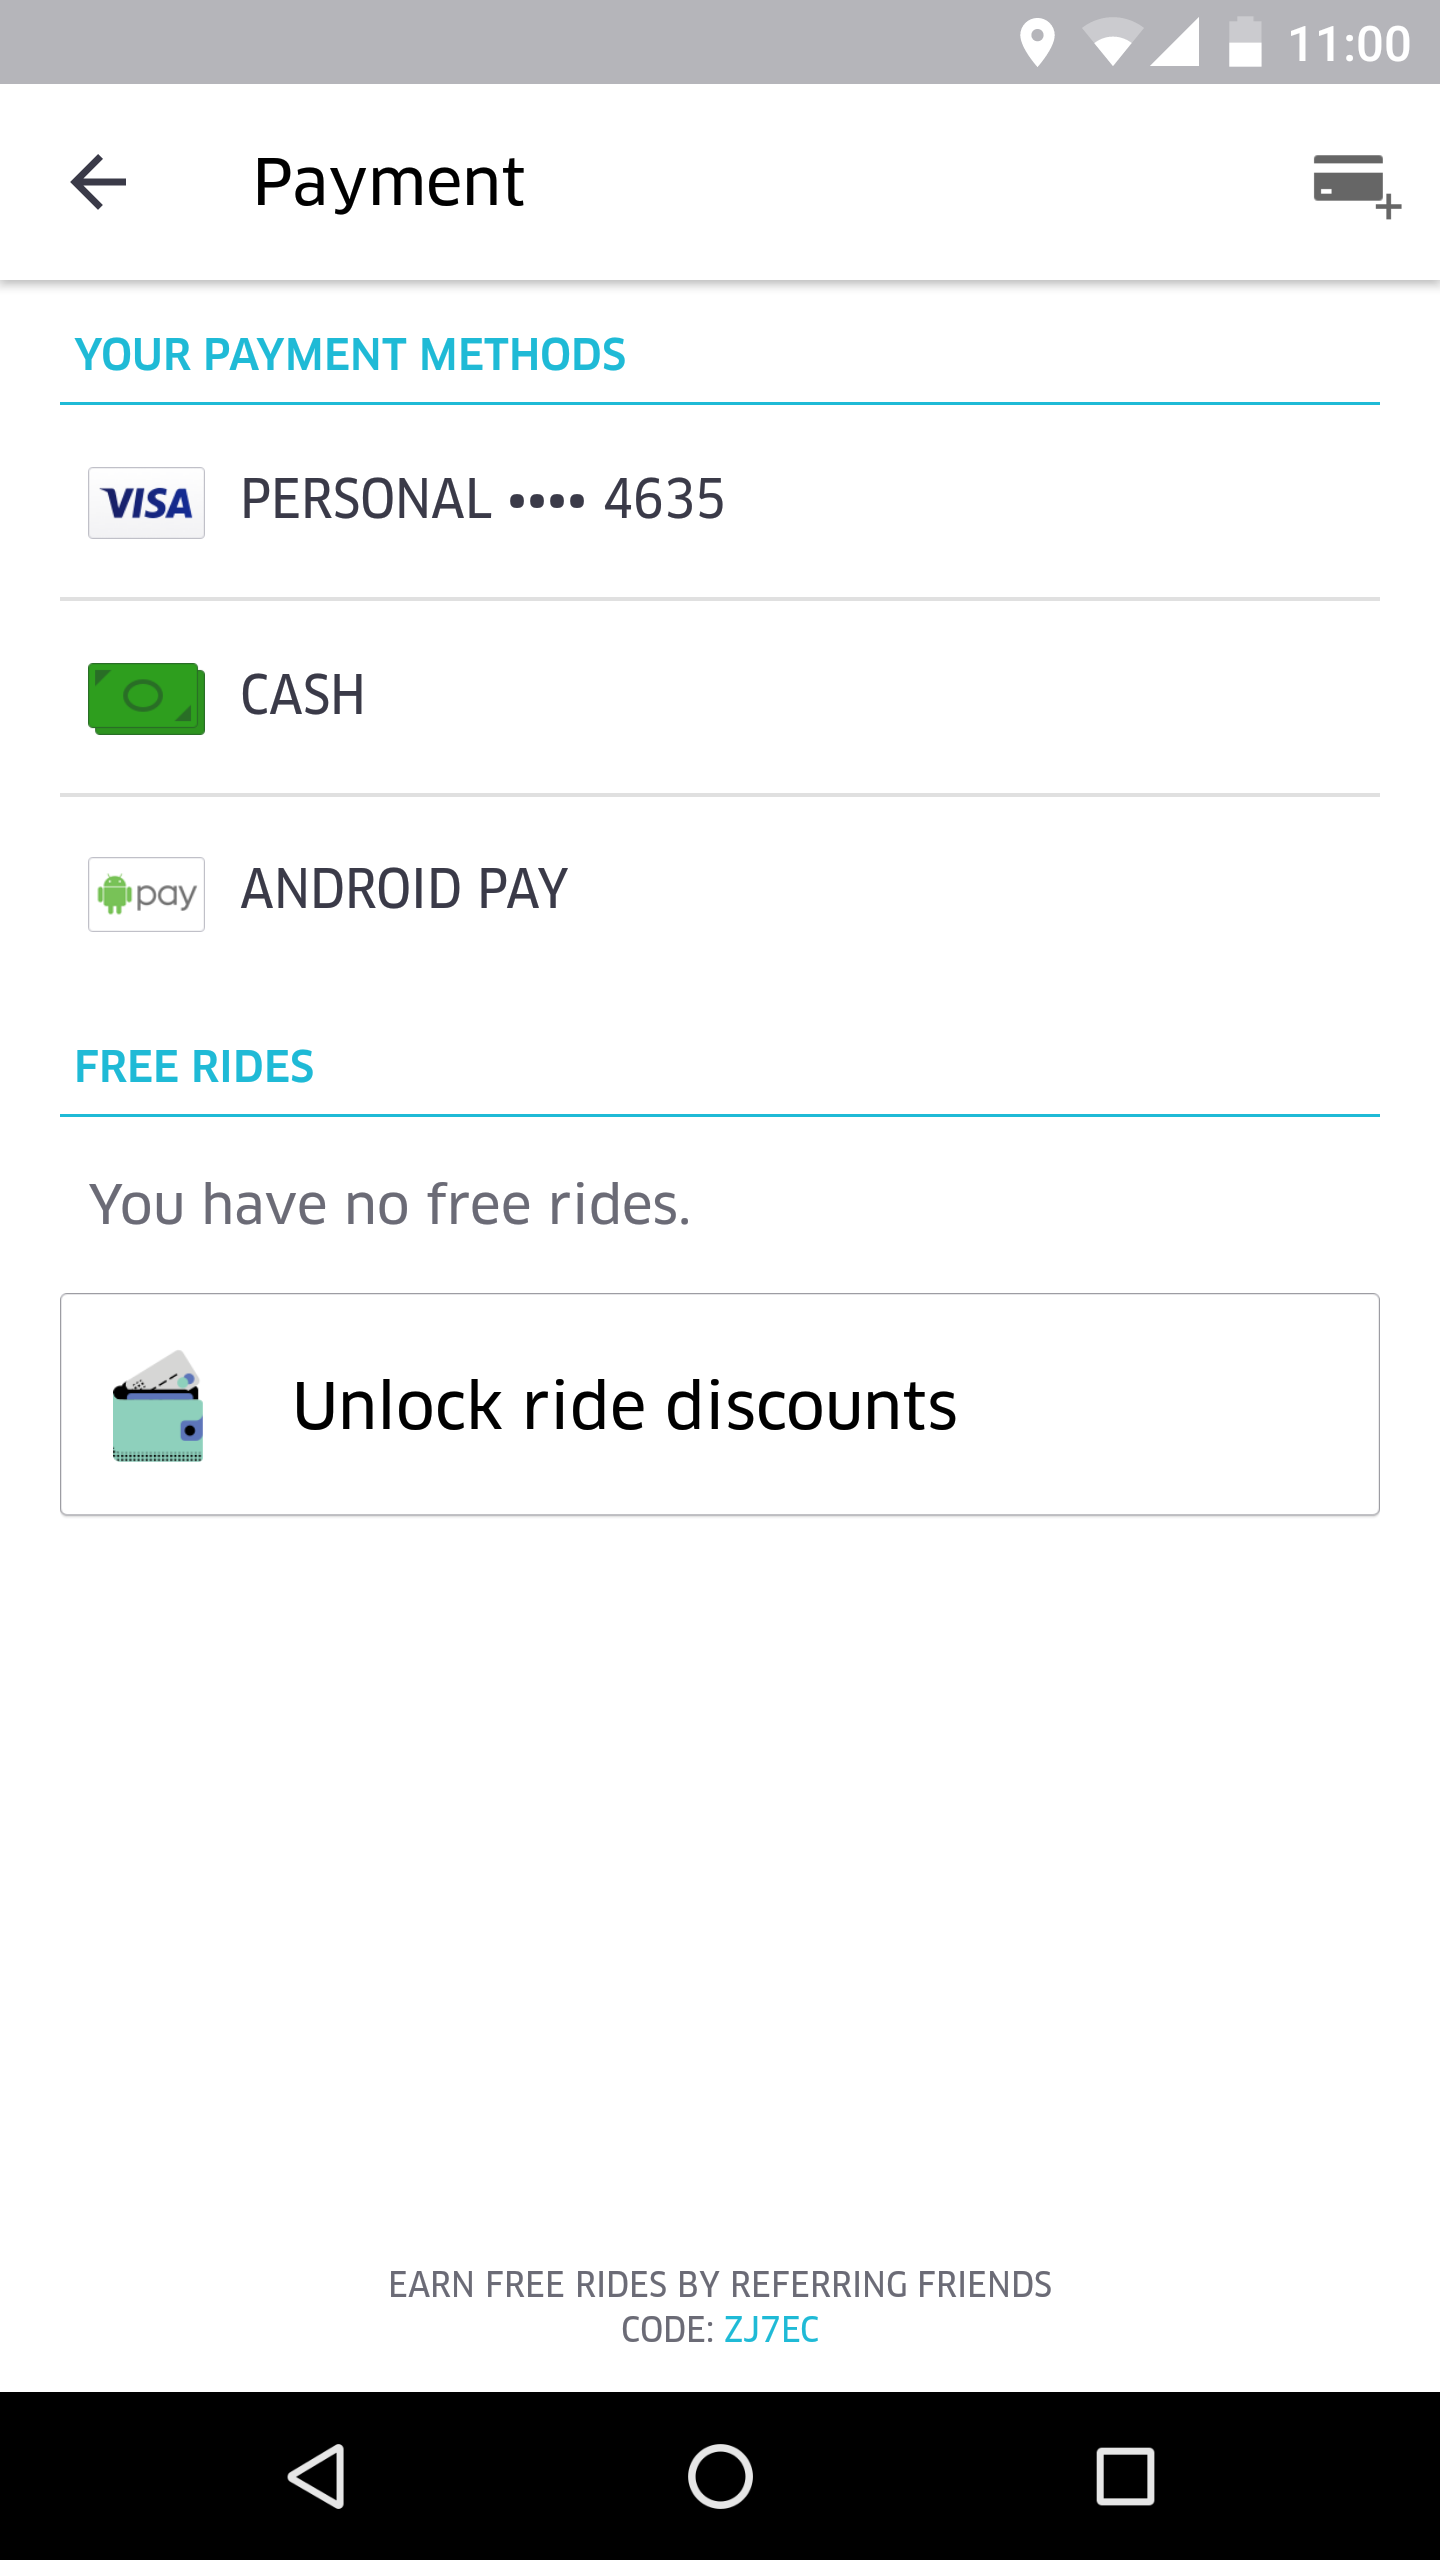 11:00
Payment
YOUR PAYMENT METHODS
VISA PERSONAL •••• 4635
CASH
pay ANDROID PAY
FREE RIDES
You have no free rides.
Unlock ride discounts
EARN FREE RIDES BY REFERRING FRIENDS
CODE: ZJ7EC